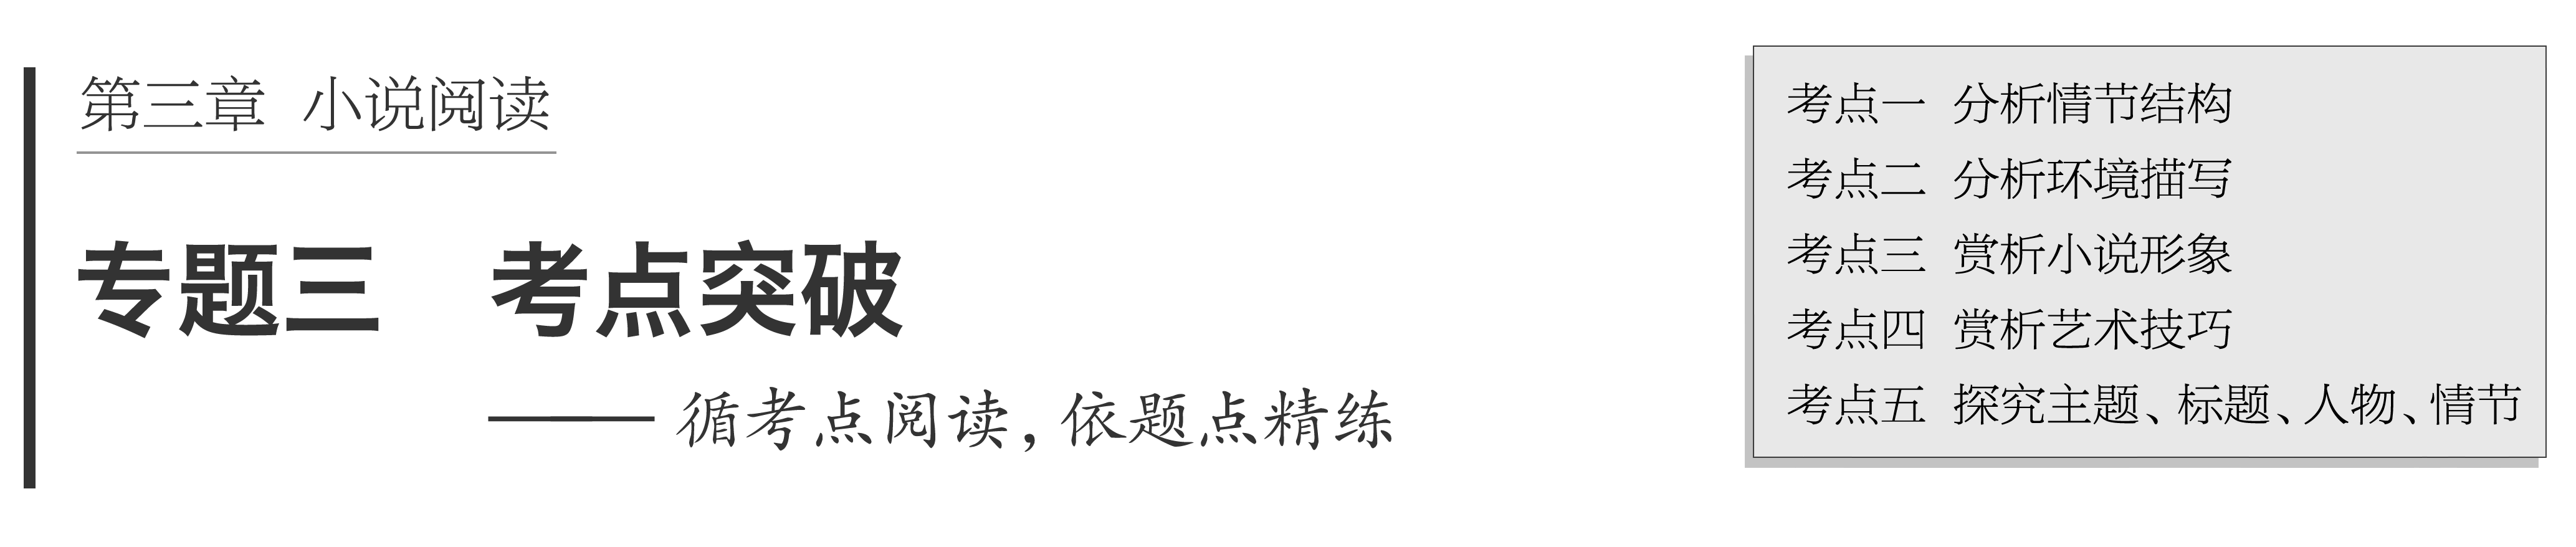 第三章 小说阅读
专题三 考点突破
——循考点阅读,依题点精练
考点一 分析情节结构
考点二 分析环境描写
考点三 赏析小说形象
考点四 赏析艺术技巧
考点五 探究主题、标题、人物、情节